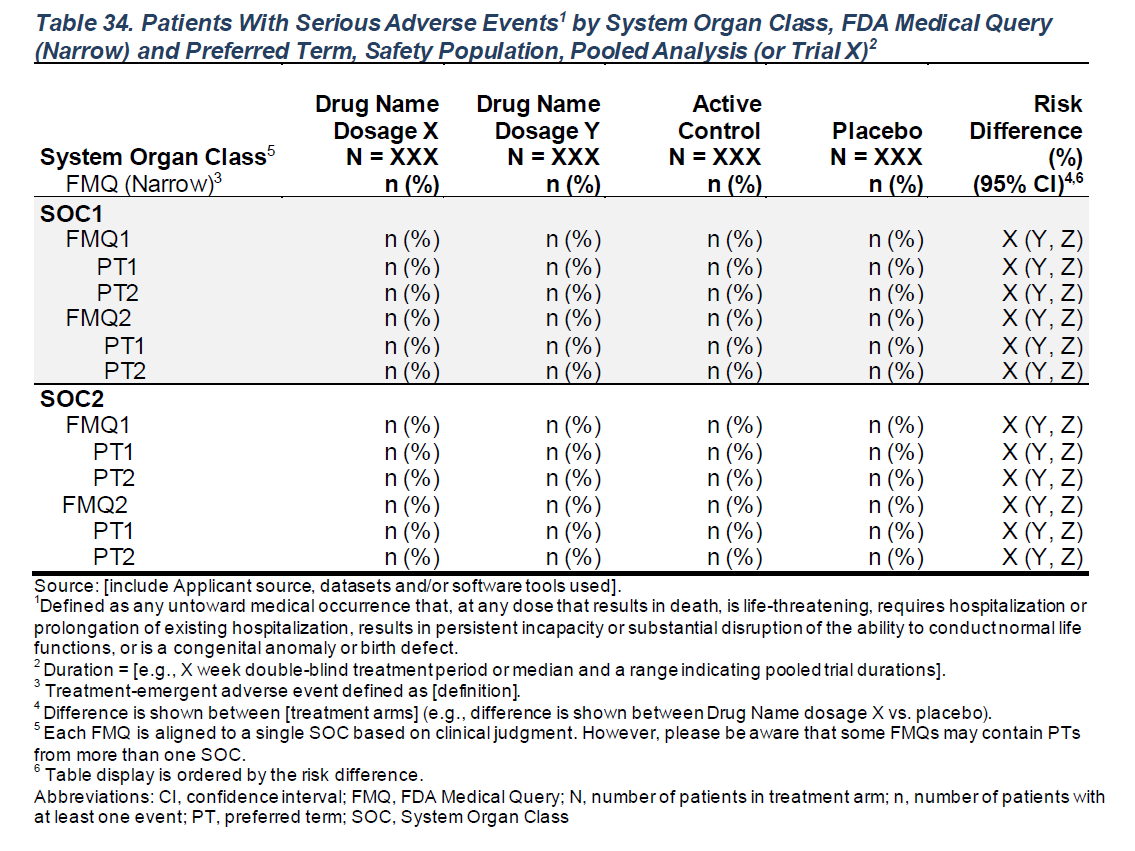 Table 34. Patients With Serious Adverse Events1 by System Organ Class, FDA Medical Query
(Narrow) and Preferred Term, Safety Population, Pooled Analysis (or Trial X)2
System Organ Class5
FMQ (Narrow)3
Drug Name
Dosage X
N = XXX
n (%)
Drug Name
Dosage Y
N = XXX
n (%)
Active
Control
N = XXX
n (%)
Placebo
N = XXX
n (%)
Risk
Difference
(%)
(95% CI)4,6
SOC1
FMQ1 n (%) n (%) n (%) n (%) X (Y, Z)
PT1 n (%) n (%) n (%) n (%) X (Y, Z)
PT2 n (%) n (%) n (%) n (%) X (Y, Z)
FMQ2 n (%) n (%) n (%) n (%) X (Y, Z)
PT1 n (%) n (%) n (%) n (%) X (Y, Z)
PT2 n (%) n (%) n (%) n (%) X (Y, Z)
SOC2
FMQ1 n (%) n (%) n (%) n (%) X (Y, Z)
PT1 n (%) n (%) n (%) n (%) X (Y, Z)
PT2 n (%) n (%) n (%) n (%) X (Y, Z)
FMQ2 n (%) n (%) n (%) n (%) X (Y, Z)
PT1 n (%) n (%) n (%) n (%) X (Y, Z)
PT2 n (%) n (%) n (%) n (%) X (Y, Z)
Source: [include Applicant source, datasets and/or software tools used].
1Defined as any untoward medical occurrence that, at any dose that results in death, is life-threatening, requires hospitalization or
prolongation of existing hospitalization, results in persistent incapacity or substantial disruption of the ability to conduct normal life
functions, or is a congenital anomaly or birth defect.
2 Duration = [e.g., X week double-blind treatment period or median and a range indicating pooled trial durations].
3 Treatment-emergent adverse event defined as [definition].
4 Difference is shown between [treatment arms] (e.g., difference is shown between Drug Name dosage X vs. placebo).
5 Each FMQ is aligned to a single SOC based on clinical judgment. However, please be aware that some FMQs may contain PTs
from more than one SOC.
6 Table display is ordered by the risk difference.
Abbreviations: CI, confidence interval; FMQ, FDA Medical Query; N, number of patients in treatment arm; n, number of patients with
at least one event; PT, preferred term; SOC, System Organ Class